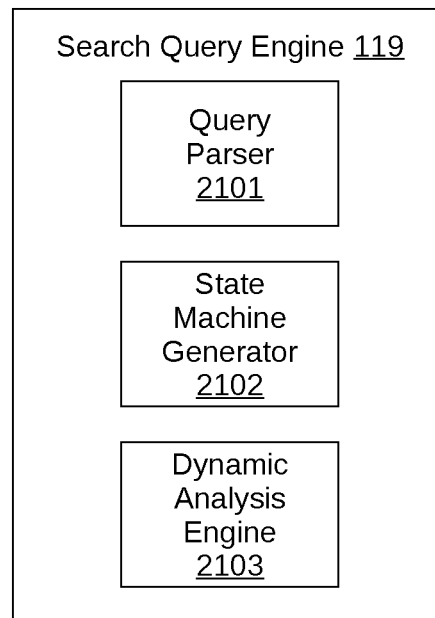 Search Query Engine 119
Query
Parser
2101
State
Machine
Generator
2102
Dynamic
Analysis
Engine
2103